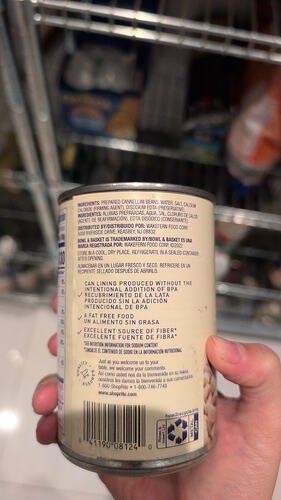 INGREDIENTS: PREPARED CANNELLINI BEANS, WATER, SALT, CALCIUM
CHLORIDE (FIRMING AGENT), DISODIUM EDTA (PRESERVATIVE).
INGREDIENTES: ALUBIAS PREPARADAS, AGUA, SAL, CLORURO DE CALCIO
(AGENTE DE REAFIRMACIÓN), EDTA DISÓDICO (CONSERVANTE).
DISTRIBUTED BY/DISTRIBUIDO POR: WAKEFERN FOOD CORP.
5000 RIVERSIDE DRIVE, KEASBEY, NJ 08832
BOWL & BASKET IS TRADEMARKED BY/BOWL & BASKET ES UNA
MARCA REGISTRADA POR: WAKEFERN FOOD CORP. ©2023
STORE IN A COOL, DRY PLACE. REFRIGERATE IN A SEALED CONTAINER
AFTER OPENING.
ALMACENAR EN UN LUGAR FRESCO Y SECO. REFRIGERE EN UN
RECIPIENTE SELLADO DESPUÉS DE ABRIRLO.
✓ CAN LINING PRODUCED WITHOUT THE
INTENTIONAL ADDITION OF BPA
RECUBRIMIENTO DE LA LATA
PRODUCIDO SIN LA ADICIÓN
INTENCIONAL DE BPA
✓ A FAT FREE FOOD
UN ALIMENTO SIN GRASA
✓ EXCELLENT SOURCE OF FIBER*
EXCELENTE FUENTE DE FIBRA*
*SEE NUTRITION INFORMATION FOR SODIUM CONTENT
*CONSULTE EL CONTENIDO DE SODIO EN LA INFORMACIÓN NUTRICIONAL
Just as you welcome us to your
table, we welcome your comments.
Así como usted nos da la bienvenida en su mesa,
nosotros les damos la bienvenida a sus comentarios.
1-800-ShopRite • 1-800-746-7748
www.shoprite.com
41190 08124